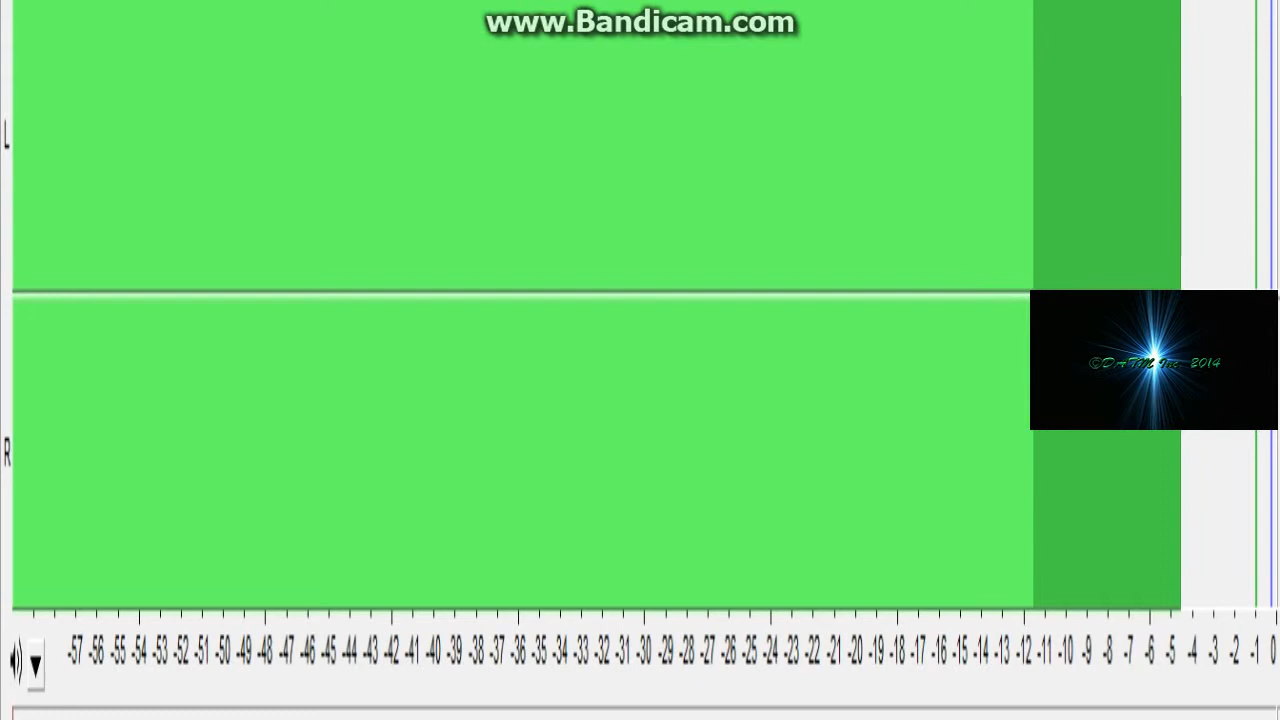 www.Bandicam.com
L
©DATM Inc. 2014
R
-57 -56 -55 -54 -53 -52 -51 -50 -49 -48 -47 -46 -45 -44 -43 -42 -41 -40 -39 -38 -37 -36 -35 -34 -33 -32 -31 -30 -29 -28 -27 -26 -25 -24 -23 -22 -21 -20 -19 -18 -17 -16 -15 -14 -13 -12 -11 -10 -9 -8 -7 -6 -5 -4 -3 -2 -1 0